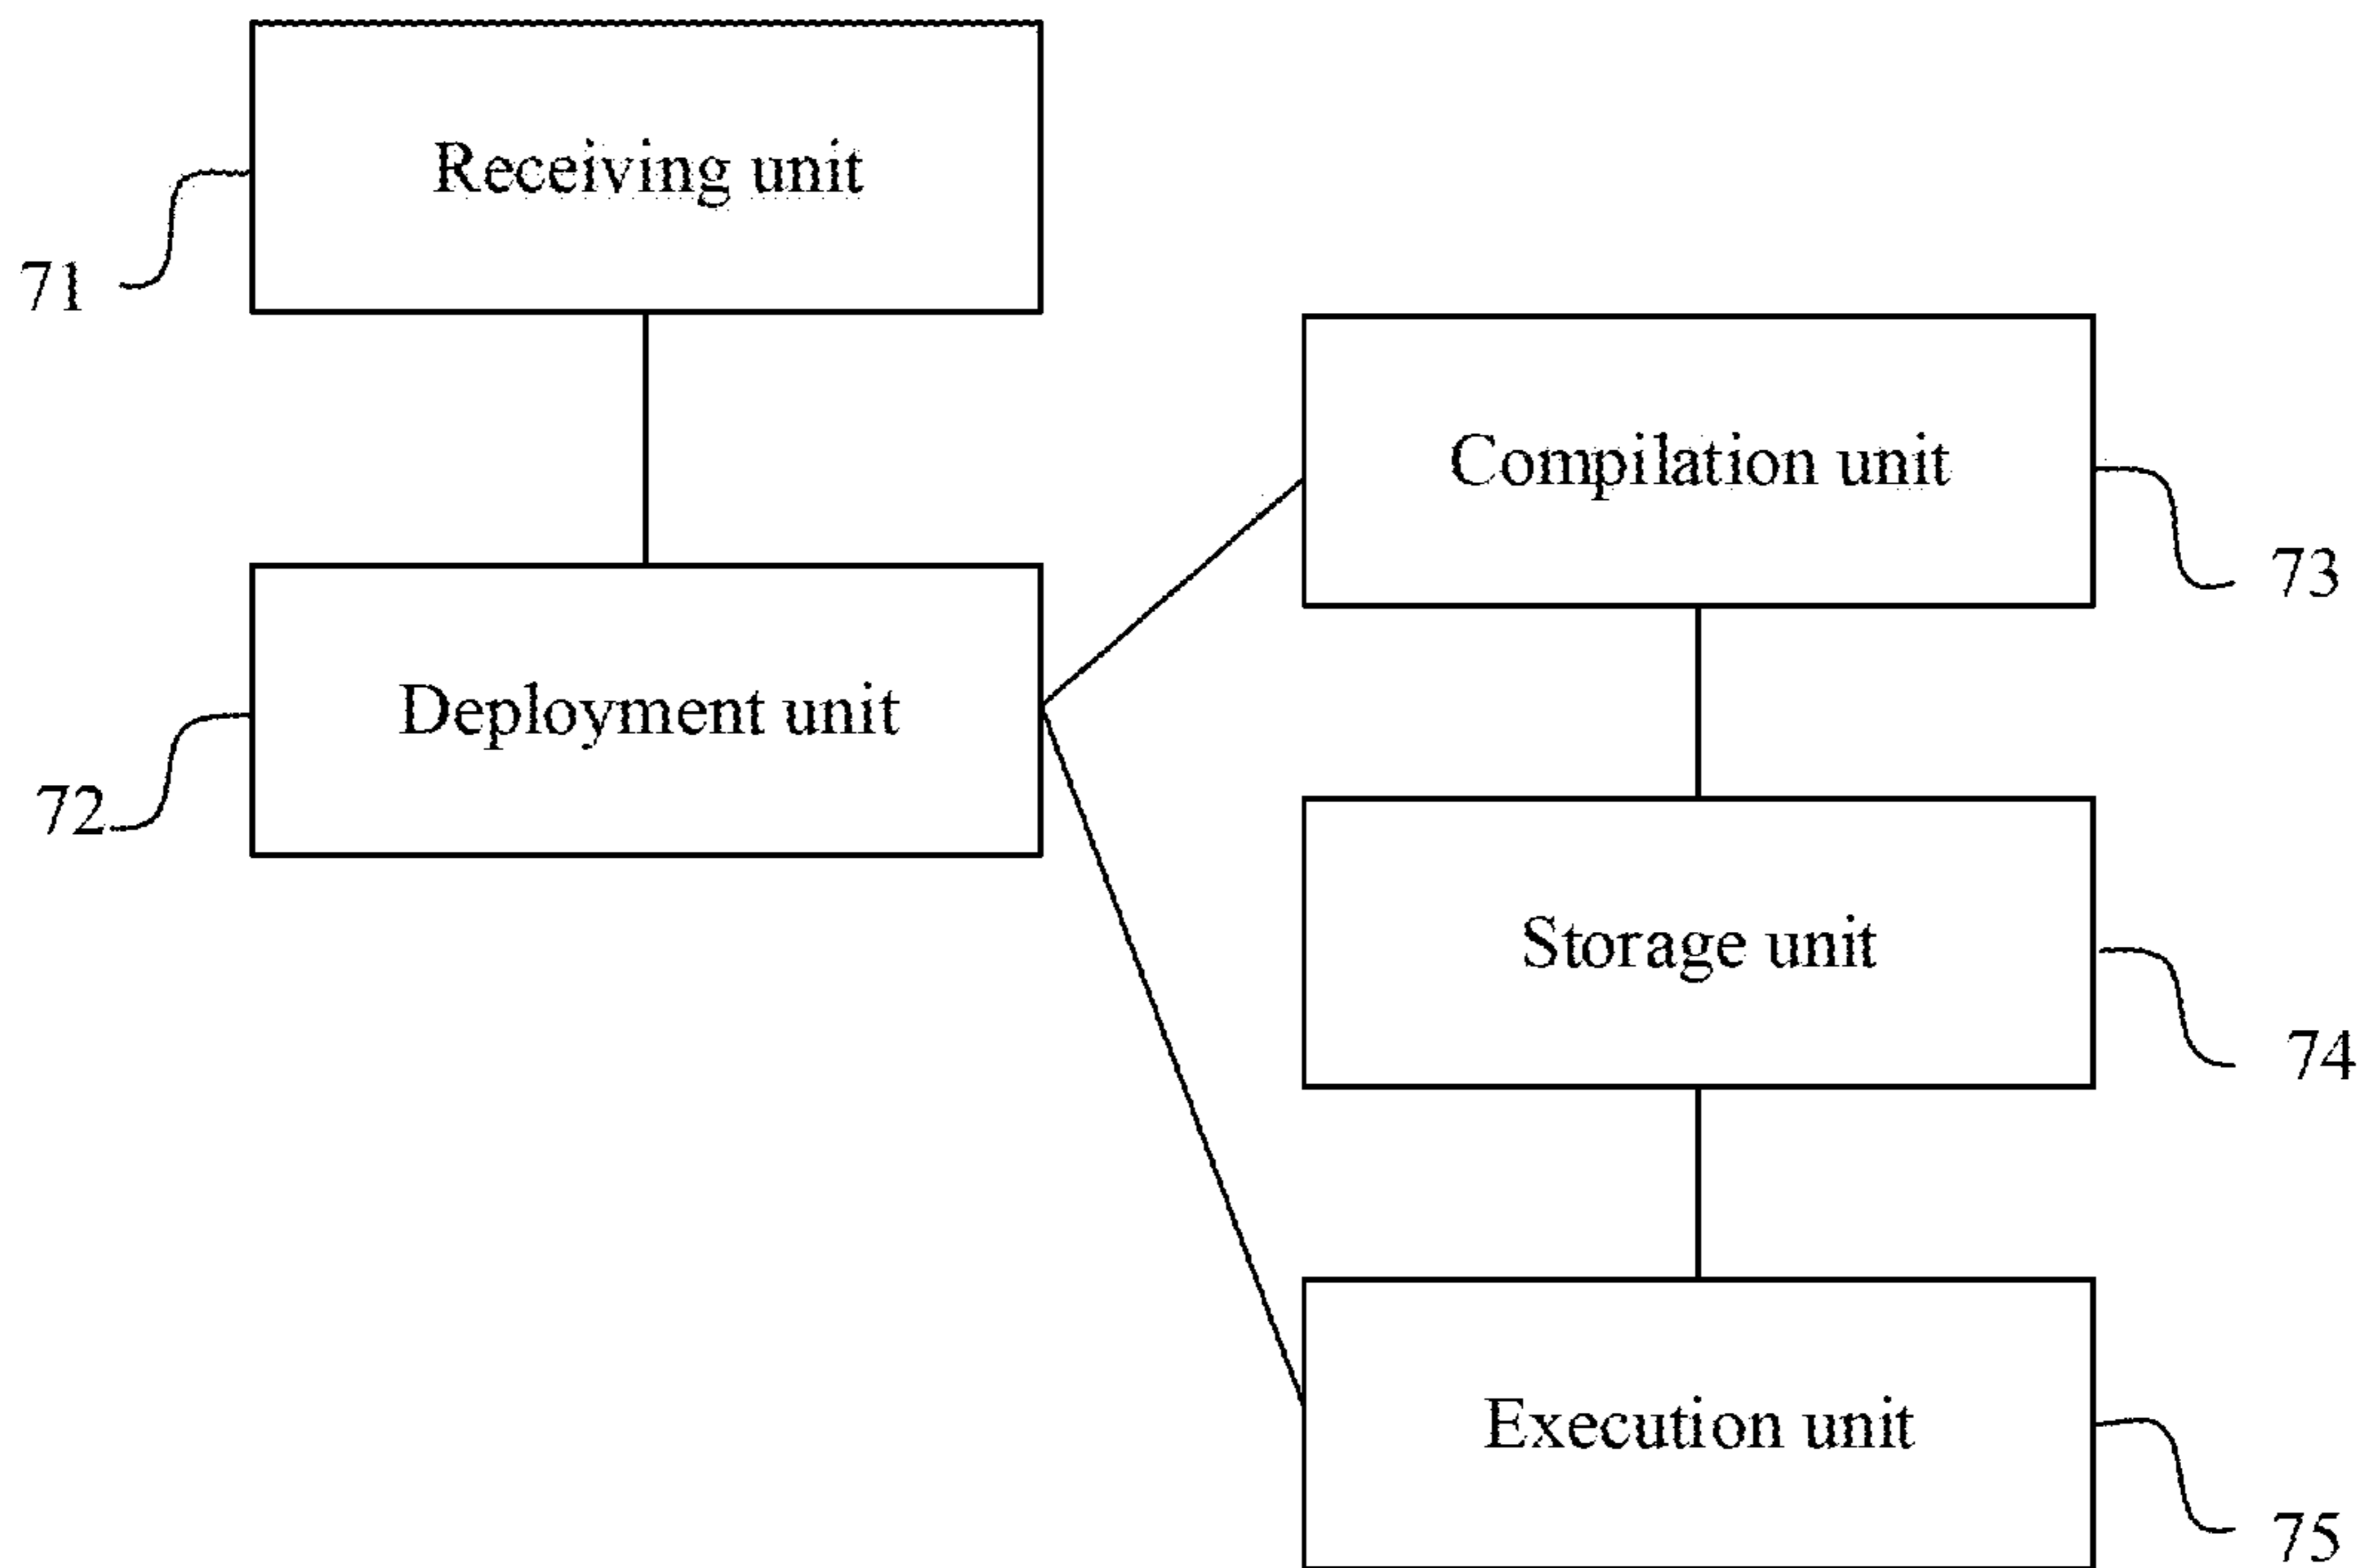 Receiving unit
71
Compilation unit
73
Deployment unit
72
Storage unit
74
Execution unit
75